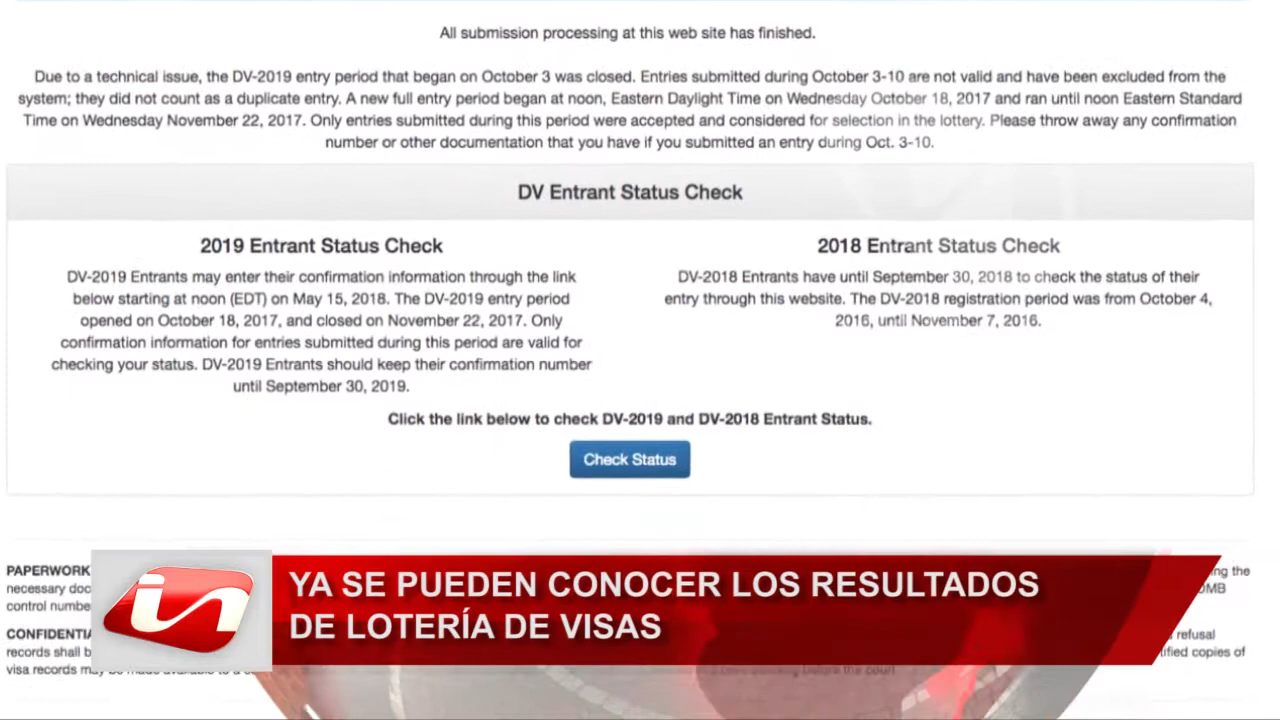 All submission processing at this web site has finished.
Due to a technical issue, the DV-2019 entry period that began on October 3 was closed. Entries submitted during October 3-10 are not valid and have been excluded from the
system; they did not count as a duplicate entry. A new full entry period began at noon, Eastern Daylight Time on Wednesday October 18, 2017 and ran until noon Eastern Standard
Time on Wednesday November 22, 2017. Only entries submitted during this period were accepted and considered for selection in the lottery. Please throw away any confirmation
number or other documentation that you have if you submitted an entry during Oct. 3-10.
DV Entrant Status Check
2019 Entrant Status Check
DV-2019 Entrants may enter their confirmation information through the link
below starting at noon (EDT) on May 15, 2018. The DV-2019 entry period
opened on October 18, 2017, and closed on November 22, 2017. Only
confirmation information for entries submitted during this period are valid for
checking your status. DV-2019 Entrants should keep their confirmation number
until September 30, 2019.
2018 Entrant Status Check
DV-2018 Entrants have until September 30, 2018 to check the status of their
entry through this website. The DV-2018 registration period was from October 4,
2016, until November 7, 2016.
Click the link below to check DV-2019 and DV-2018 Entrant Status.
Check Status
PAPERWORK
the
necessary
control
records shall
refusal
copies of
visa records
in
YA SE PUEDEN CONOCER LOS RESULTADOS
DE LOTERÍA DE VISAS